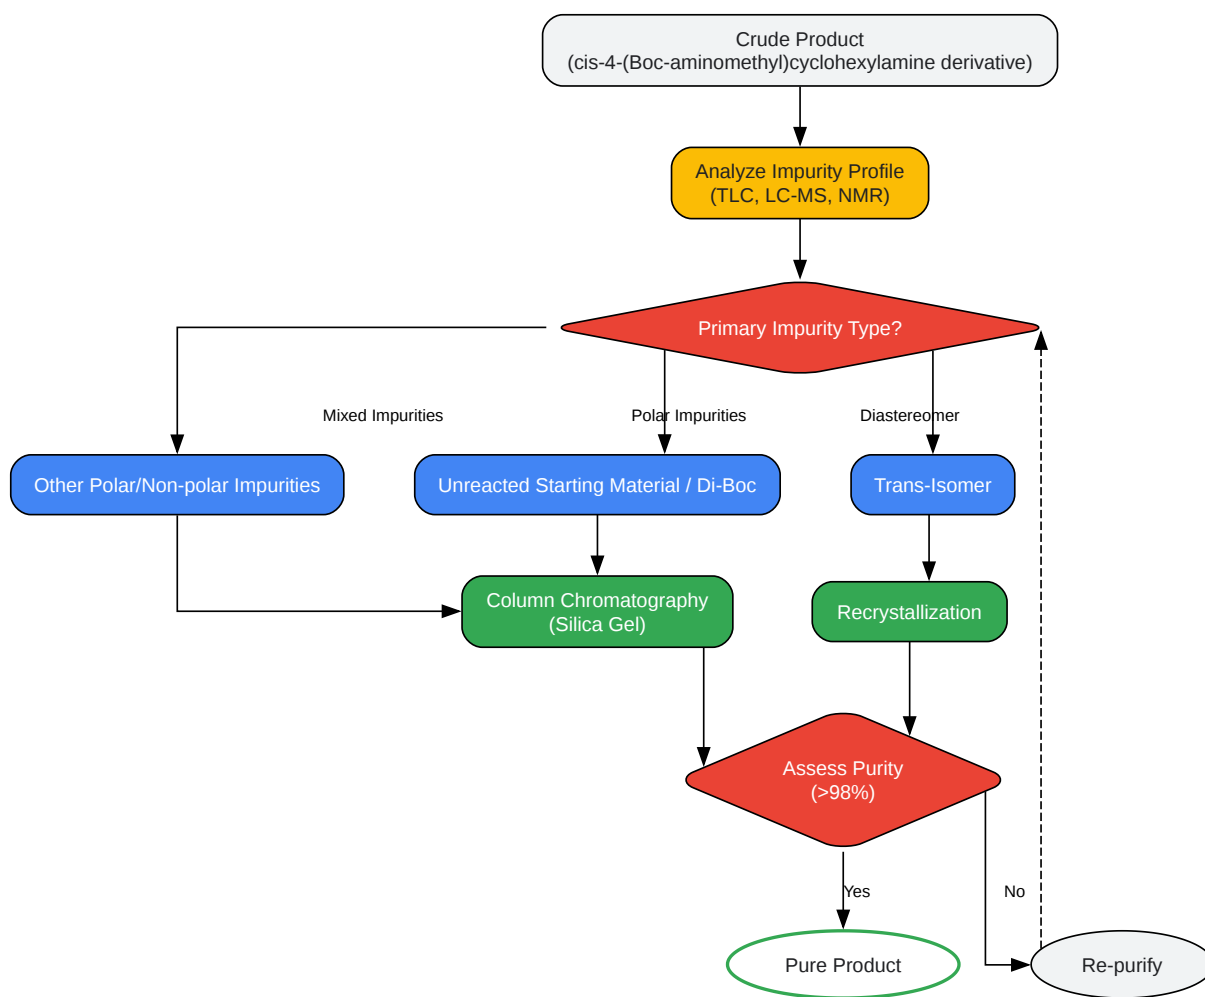 Crude Product
(cis-4-(Boc-aminomethyl)cyclohexylamine derivative)
Analyze Impurity Profile
(TLC, LC-MS, NMR)
Primary Impurity Type?
Mixed Impurities
Polar Impurities
Diastereomer
Other Polar/Non-polar Impurities
Unreacted Starting Material / Di-Boc
Trans-Isomer
Column Chromatography
(Silica Gel)
Recrystallization
Assess Purity
(>98%)
Yes
No
Pure Product
Re-purify